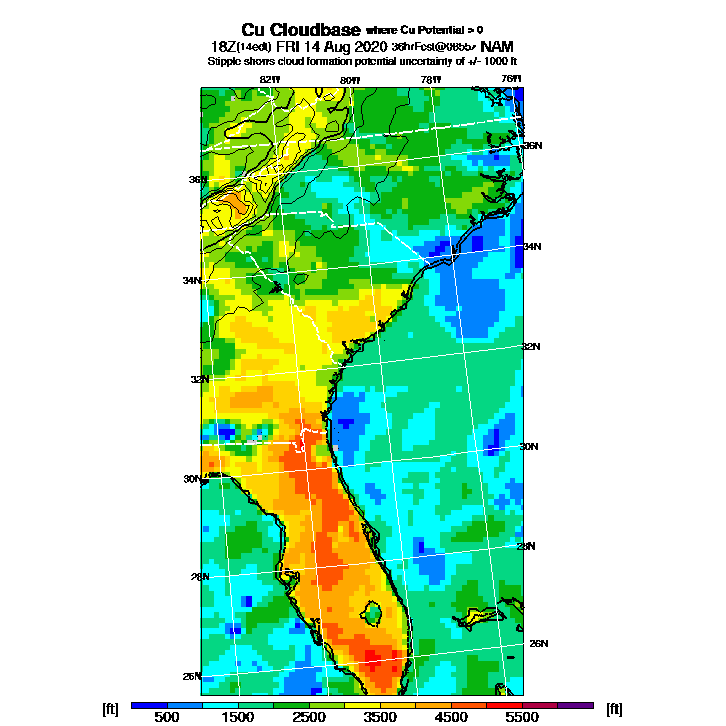 Cu Cloudbase where Cu Potential > 0
18Z(14edt) FRI 14 Aug 2020 36hrFcst@0655z NAM
Stipple shows cloud formation potential uncertainty of +/- 1000 ft
82W 80W 78W 76W
36N 36N
34N 34N
32N 32N
30N 30N
28N 28N
26N 26N
[ft] 500 1500 2500 3500 4500 5500 [ft]